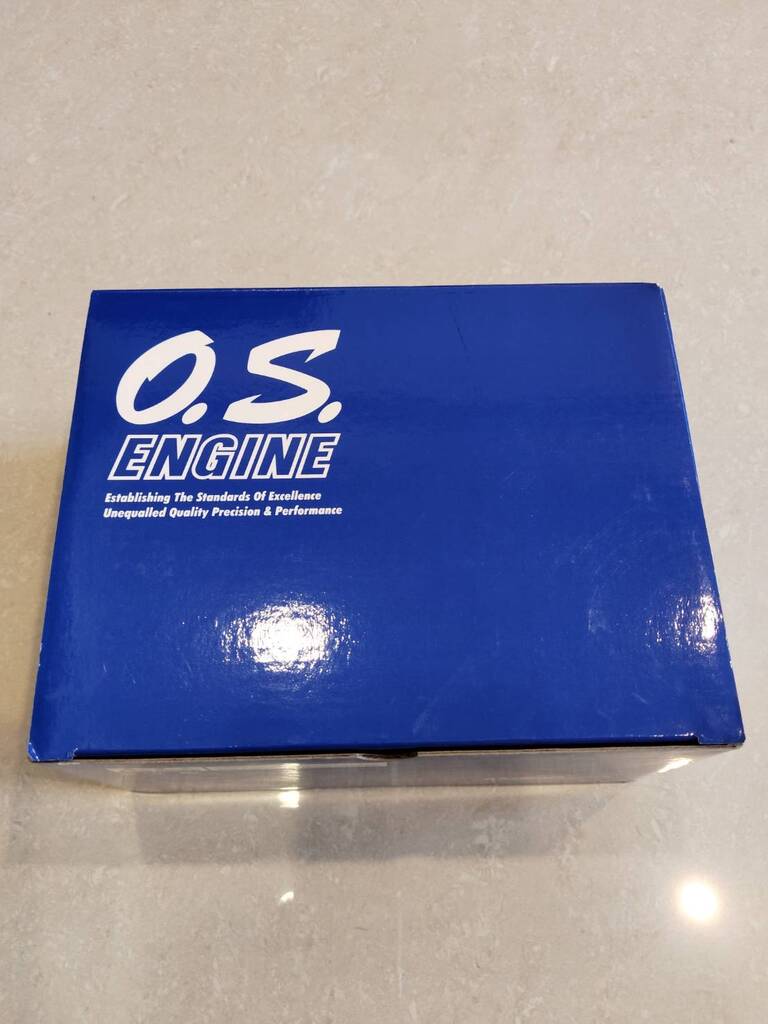 O.S.
ENGINE
Establishing The Standards Of Excellence
Unequalled Quality Precision & Performance